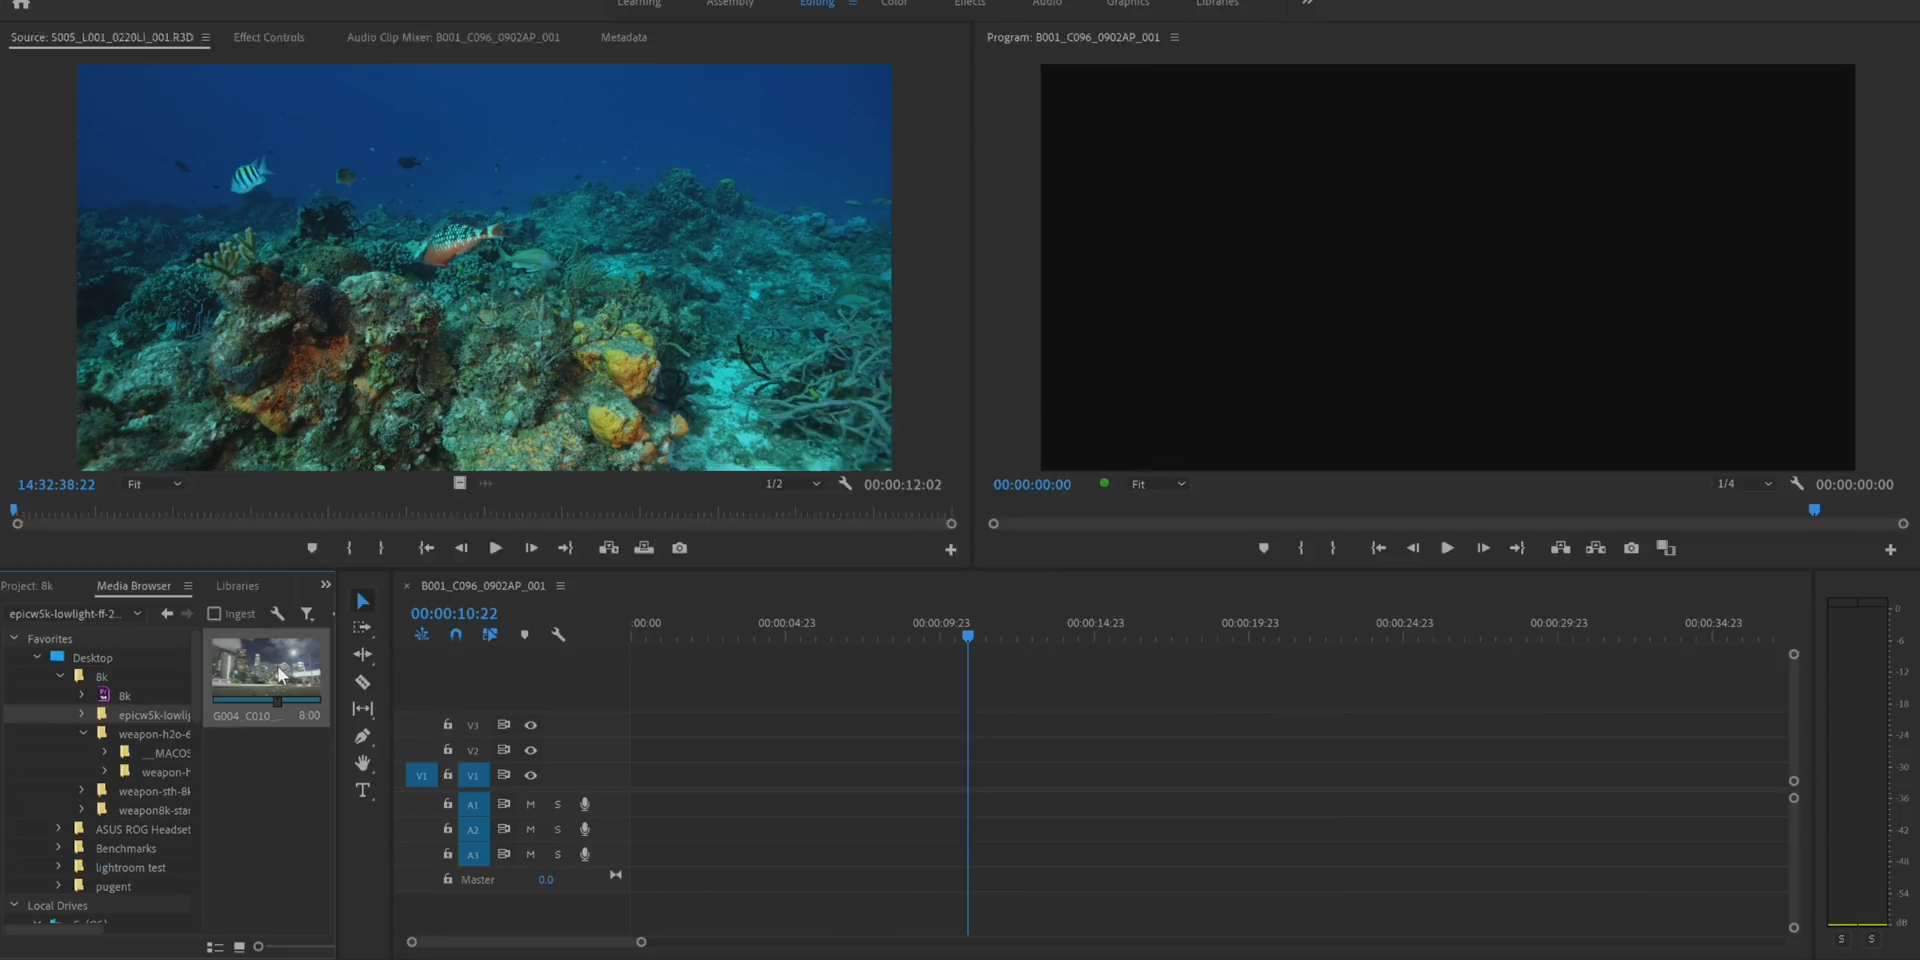 Learning Assembly Editing Color Effects Audio Graphics Libraries
Source: S005_L001_0220LI_001.R3D Effect Controls Audio Clip Mixer: B001_C096_0902AP_001 Metadata
Program: B001_C096_0902AP_001
14:32:38:22 Fit 1/2 00:00:12:02
00:00:00:00 Fit 1/4 00:00:00:00
Project: 8k Media Browser Libraries
epicw5k-lowlight-ff-2... Ingest
Favorites
Desktop
8k
8k
epicw5k-lowlig
weapon-h2o-6
__MACOS
weapon-h
weapon-sth-8k
weapon8k-star
ASUS ROG Headset
Benchmarks
lightroom test
pugent
Local Drives
G004_C010_... 8:00
B001_C096_0902AP_001
00:00:10:22
:00:00 00:00:04:23 00:00:09:23 00:00:14:23 00:00:19:23 00:00:24:23 00:00:29:23 00:00:34:23
V3
V2
V1 V1
A1 M S
A2 M S
A3 M S
Master 0.0
0
-6
-12
-18
-24
-30
-36
-42
-48
-54
dB
S S